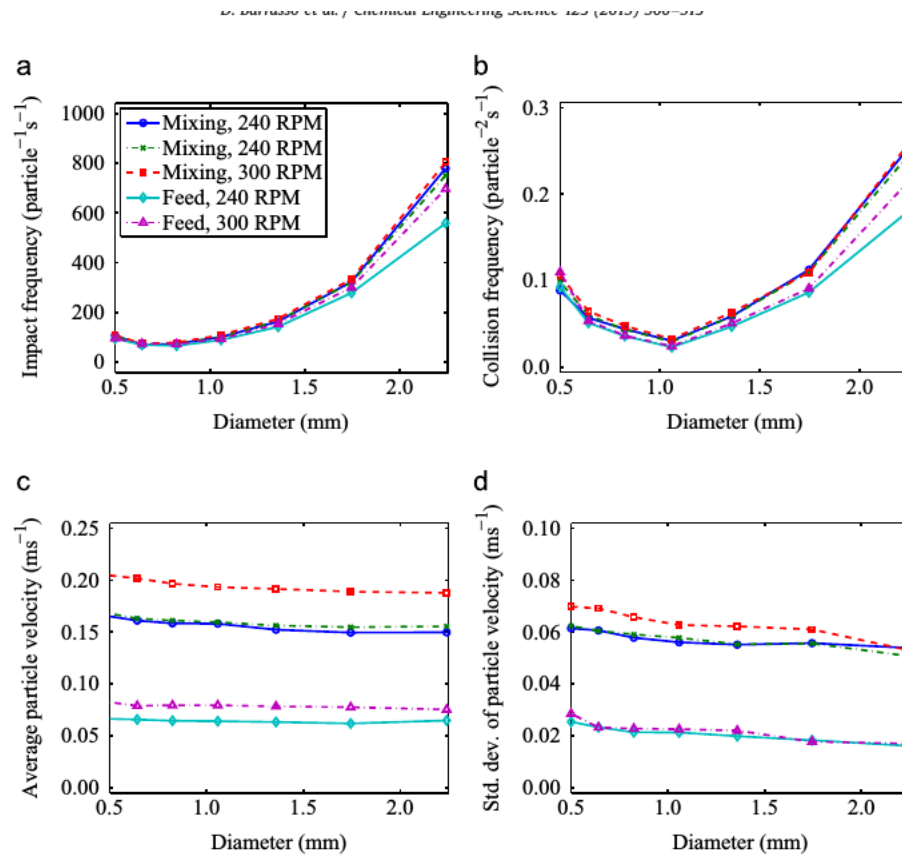 D. Barrasso et al. / Chemical Engineering Science 125 (2015) 300–315
a
b
Impact frequency (particle⁻¹s⁻¹)
1000
800
600
400
200
0
Mixing, 240 RPM
Mixing, 240 RPM
Mixing, 300 RPM
Feed, 240 RPM
Feed, 300 RPM
0.5 1.0 1.5 2.0
Diameter (mm)
Collision frequency (particle⁻²s⁻¹)
0.3
0.2
0.1
0.0
0.5 1.0 1.5 2.0
Diameter (mm)
c
d
Average particle velocity (ms⁻¹)
0.25
0.20
0.15
0.10
0.05
0.00
0.5 1.0 1.5 2.0
Diameter (mm)
Std. dev. of particle velocity (ms⁻¹)
0.10
0.08
0.06
0.04
0.02
0.00
0.5 1.0 1.5 2.0
Diameter (mm)